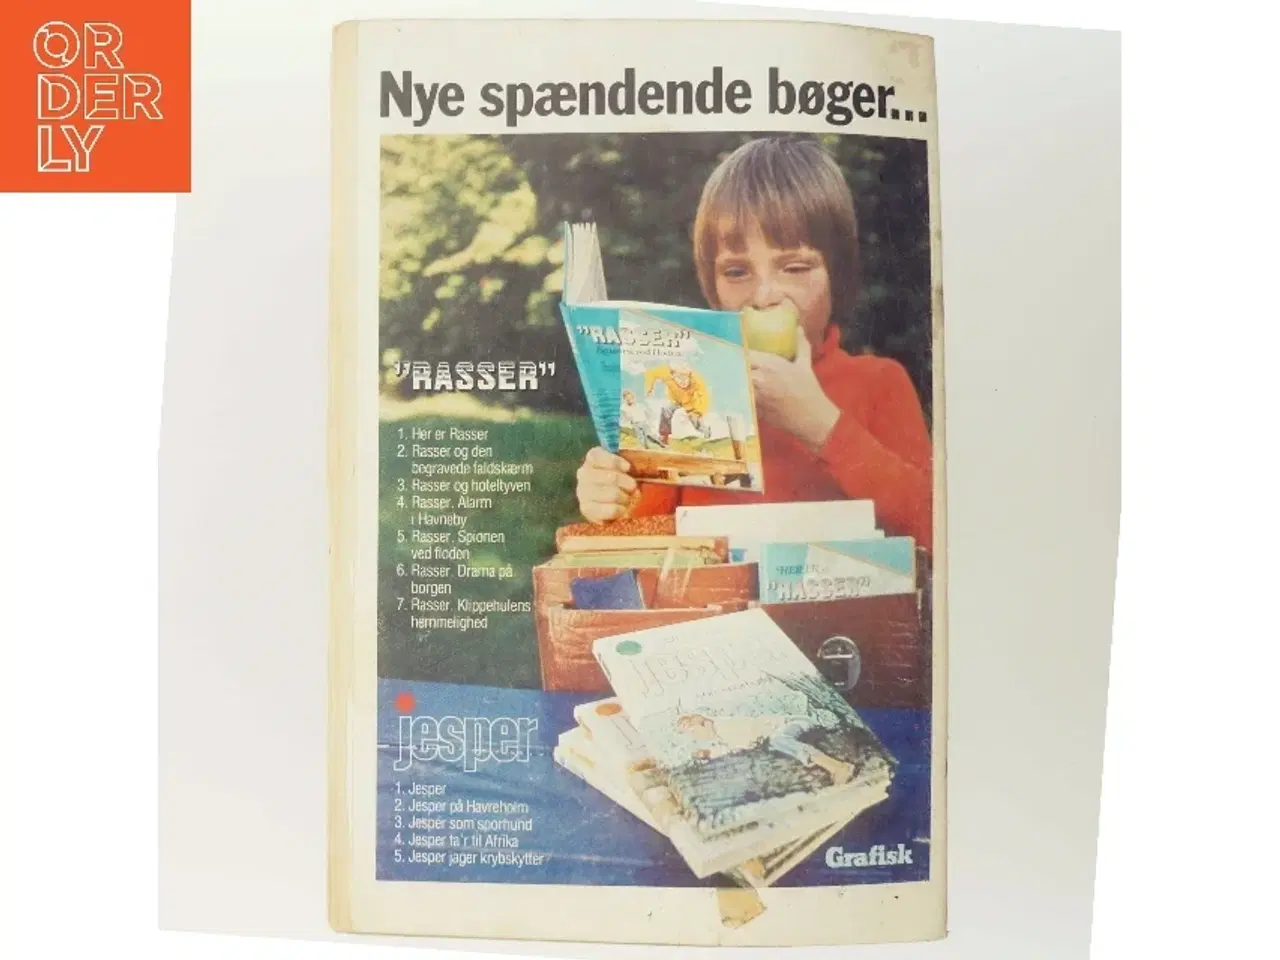 ORDERLY
Nye spændende bøger...
"RASSER"
"RASSER"
1. Her er Rasser
2. Rasser og den
begravede faldskærm
3. Rasser og hoteltyven
4. Rasser. Alarm
i Havneby
5. Rasser. Spionen
ved floden
6. Rasser. Drama på
borgen
7. Rasser. Klippehulens
hemmelighed
HER ER
"RASSER"
jesper
jesper
1. Jesper
2. Jesper på Havreholm
3. Jesper som sporhund
4. Jesper ta'r til Afrika
5. Jesper jager krybskytter
Grafisk